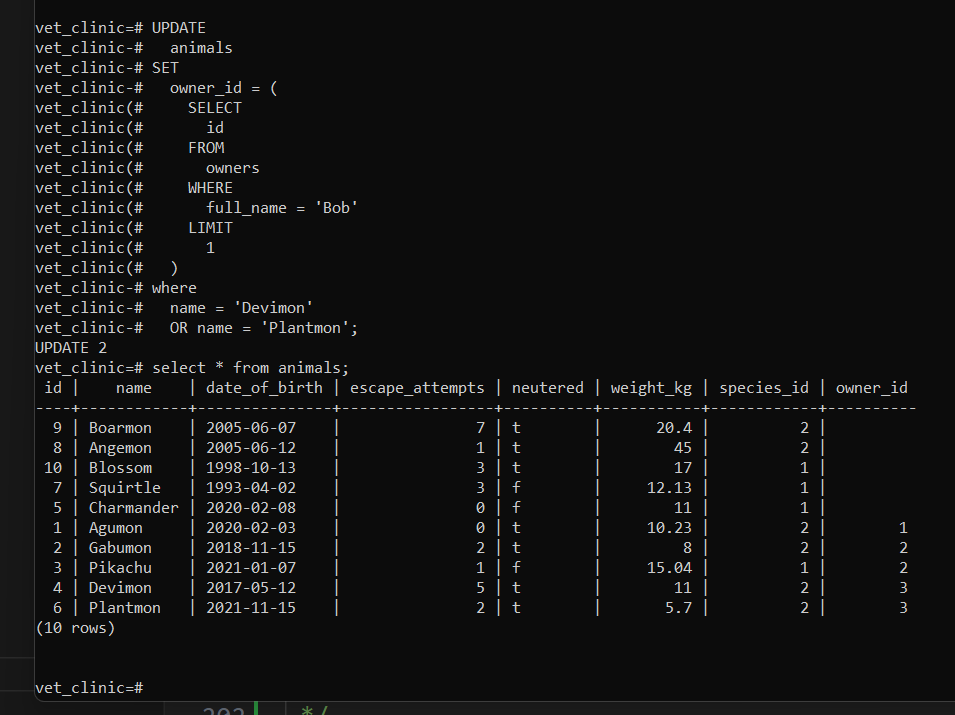 vet_clinic=# UPDATE
vet_clinic-#   animals
vet_clinic-# SET
vet_clinic-#   owner_id = (
vet_clinic(#     SELECT
vet_clinic(#       id
vet_clinic(#     FROM
vet_clinic(#       owners
vet_clinic(#     WHERE
vet_clinic(#       full_name = 'Bob'
vet_clinic(#     LIMIT
vet_clinic(#       1
vet_clinic(#   )
vet_clinic-# where
vet_clinic-#   name = 'Devimon'
vet_clinic-#   OR name = 'Plantmon';
UPDATE 2
vet_clinic=# select * from animals;
 id |    name    | date_of_birth | escape_attempts | neutered | weight_kg | species_id | owner_id
----+------------+---------------+-----------------+----------+-----------+------------+----------
  9 | Boarmon    | 2005-06-07    |               7 | t        |      20.4 |          2 |
  8 | Angemon    | 2005-06-12    |               1 | t        |        45 |          2 |
 10 | Blossom    | 1998-10-13    |               3 | t        |        17 |          1 |
  7 | Squirtle   | 1993-04-02    |               3 | f        |     12.13 |          1 |
  5 | Charmander | 2020-02-08    |               0 | f        |        11 |          1 |
  1 | Agumon     | 2020-02-03    |               0 | t        |     10.23 |          2 |        1
  2 | Gabumon    | 2018-11-15    |               2 | t        |         8 |          2 |        2
  3 | Pikachu    | 2021-01-07    |               1 | f        |     15.04 |          1 |        2
  4 | Devimon    | 2017-05-12    |               5 | t        |        11 |          2 |        3
  6 | Plantmon   | 2021-11-15    |               2 | t        |       5.7 |          2 |        3
(10 rows)
vet_clinic=#
*/